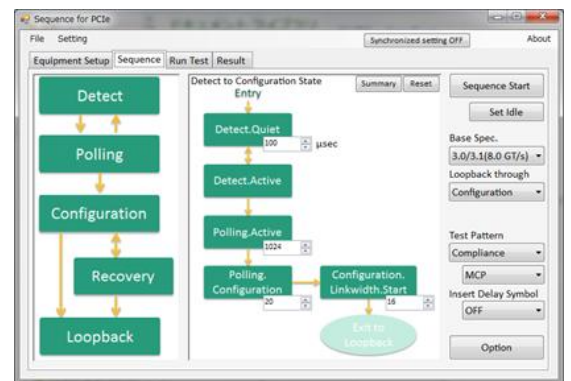 Sequence for PCIe
File Setting
Synchronized setting OFF
About
Equipment Setup Sequence Run Test Result
Detect
Polling
Configuration
Recovery
Loopback
Detect to Configuration State
Summary Reset
Entry
Detect.Quiet
100 μsec
Detect.Active
Polling.Active
1024
Polling.
Configuration
20
Configuration.
Linkwidth.Start
16
Exit to
Loopback
Sequence Start
Set Idle
Base Spec.
3.0/3.1(8.0 GT/s)
Loopback through
Configuration
Test Pattern
Compliance
MCP
Insert Delay Symbol
OFF
Option